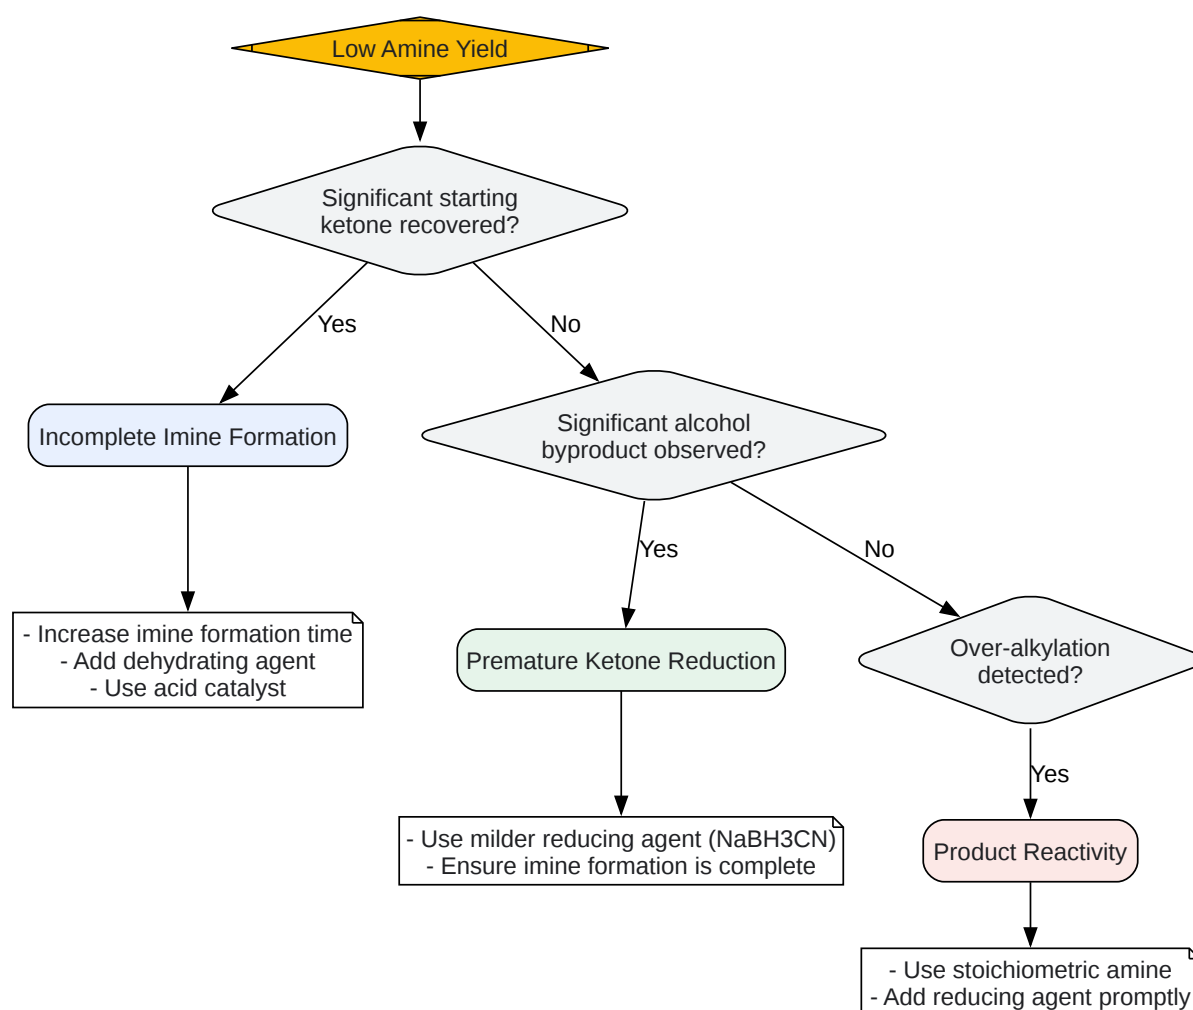 Low Amine Yield
Significant starting
ketone recovered?
Yes
No
Incomplete Imine Formation
Significant alcohol
byproduct observed?
Yes
No
- Increase imine formation time
- Add dehydrating agent
- Use acid catalyst
Premature Ketone Reduction
Over-alkylation
detected?
Yes
- Use milder reducing agent (NaBH3CN)
- Ensure imine formation is complete
Product Reactivity
- Use stoichiometric amine
- Add reducing agent promptly